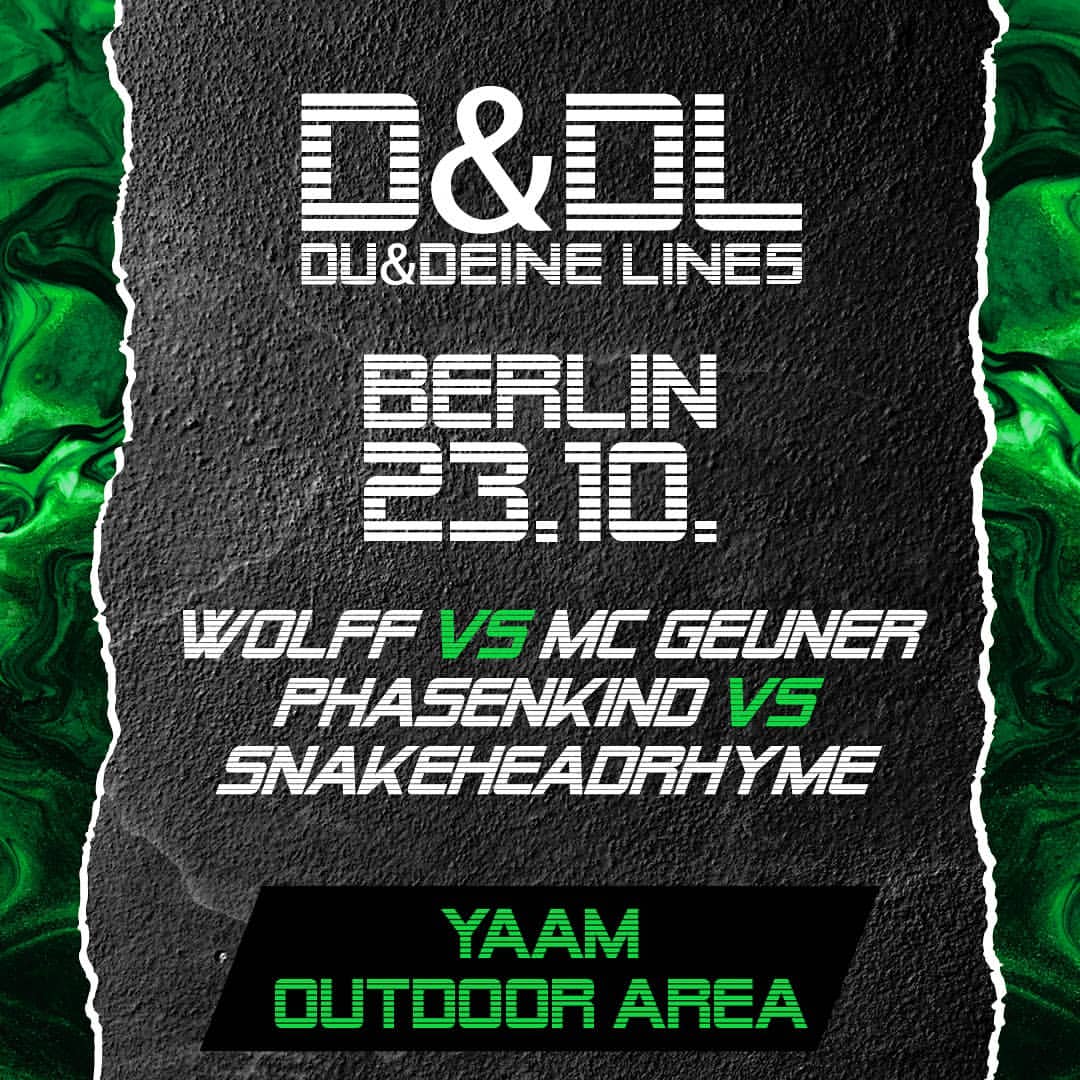 D&DL
DU&DEINE LINES
BERLIN
23.10.
WOLFF VS MC GEUNER
PHASENKIND VS
SNAKEHEADRHYME
YAAM
OUTDOOR AREA